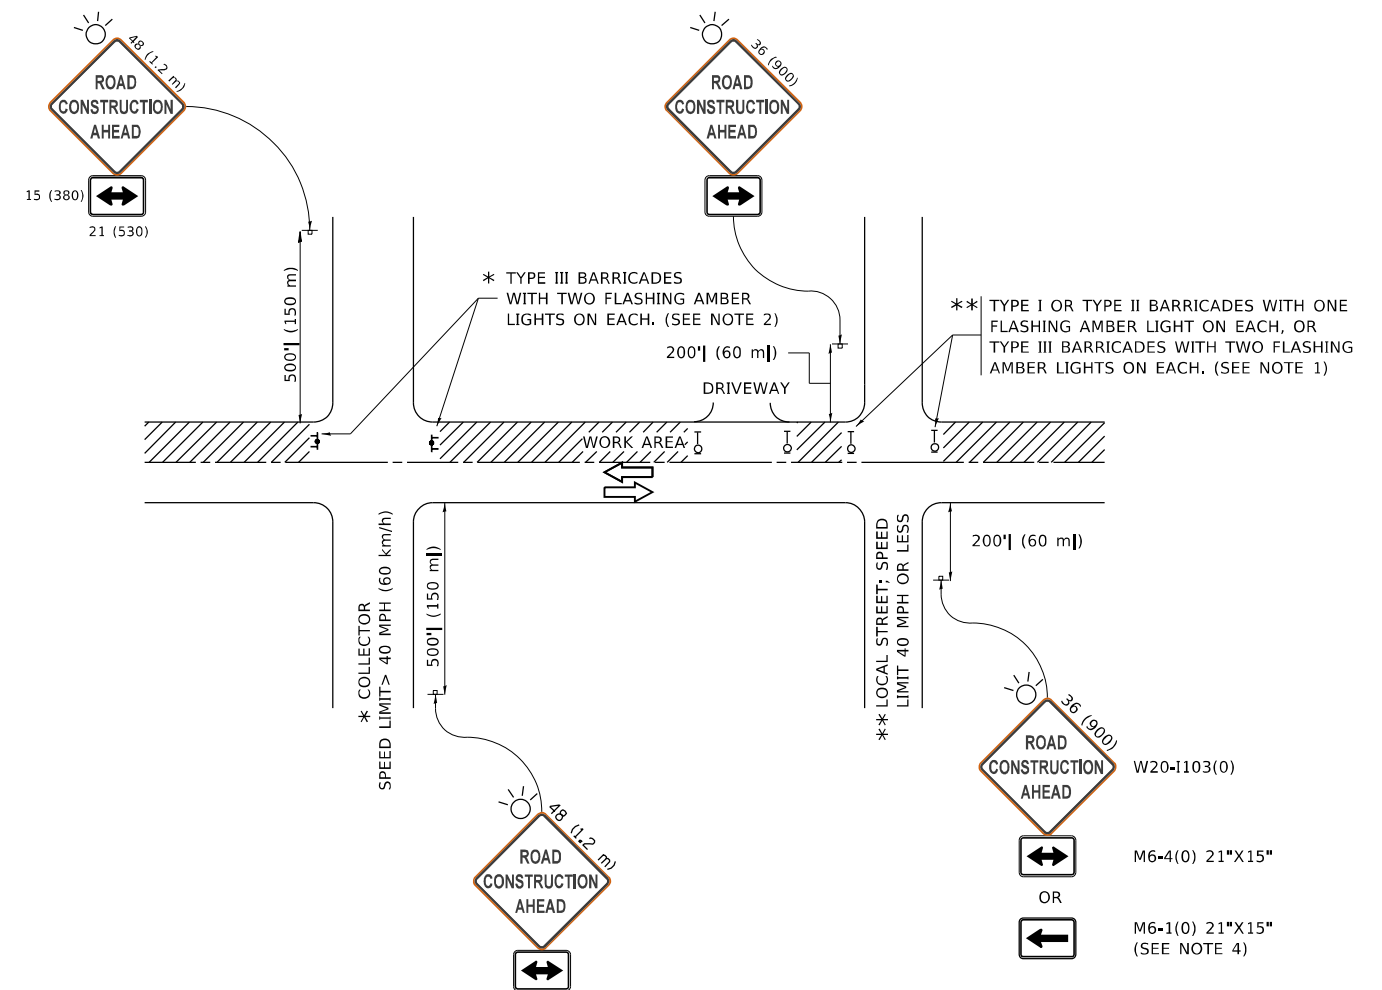 48 (1.2 m)
ROAD
CONSTRUCTION
AHEAD
15 (380)
21 (530)
36 (900)
ROAD
CONSTRUCTION
AHEAD
500'| (150 m)
* TYPE III BARRICADES
WITH TWO FLASHING AMBER
LIGHTS ON EACH. (SEE NOTE 2)
200'| (60 m|)
DRIVEWAY
** TYPE I OR TYPE II BARRICADES WITH ONE
FLASHING AMBER LIGHT ON EACH, OR
TYPE III BARRICADES WITH TWO FLASHING
AMBER LIGHTS ON EACH. (SEE NOTE 1)
WORK AREA
* COLLECTOR
SPEED LIMIT> 40 MPH (60 km/h)
500'| (150 m|)
** LOCAL STREET; SPEED
LIMIT 40 MPH OR LESS
200'| (60 m|)
48 (1.2 m)
ROAD
CONSTRUCTION
AHEAD
36 (900)
ROAD
CONSTRUCTION
AHEAD
W20-I103(0)
M6-4(0) 21"X15"
OR
M6-1(0) 21"X15"
(SEE NOTE 4)